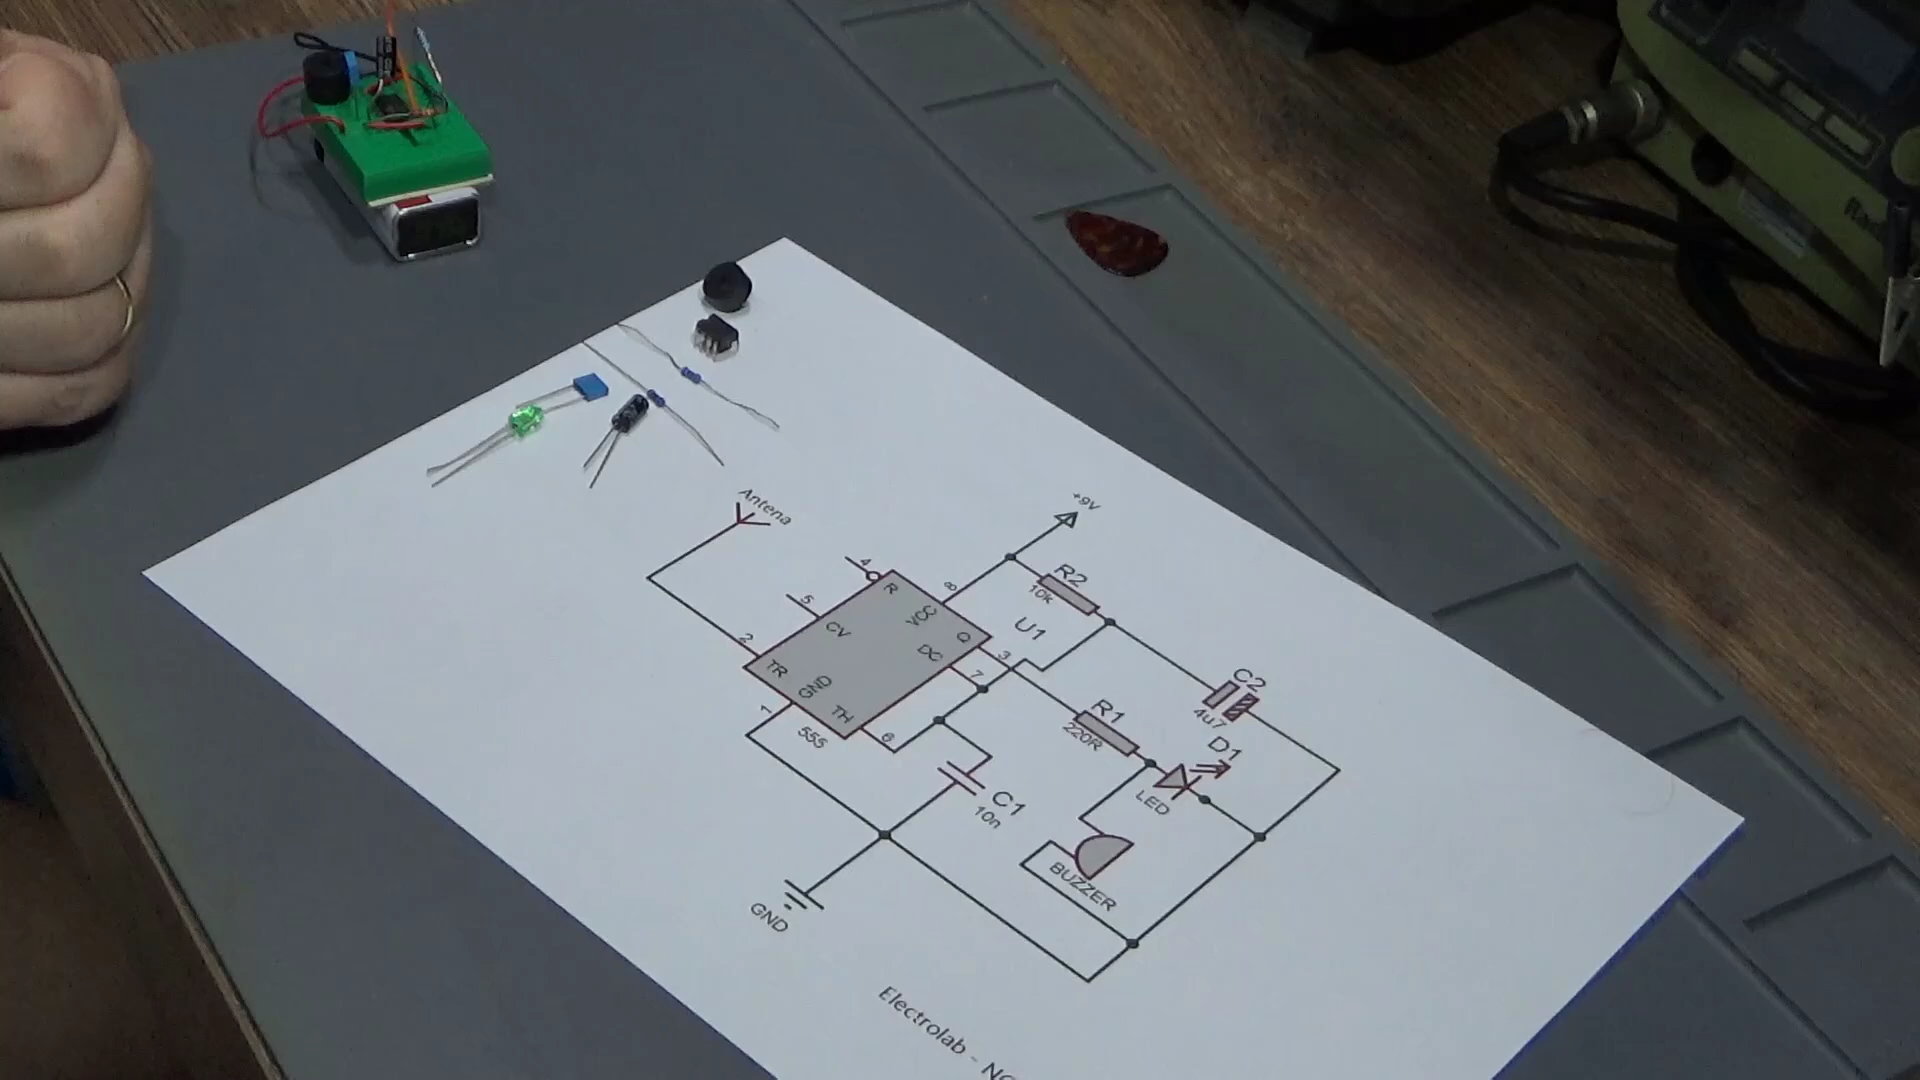 Antena
+9V
4
R
8
VCC
R2
10k
5
CV
U1
Q
3
2
TR
DC
7
GND
TH
1
555
6
R1
220R
C2
4u7
D1
LED
C1
10n
BUZZER
GND
Electrolab -